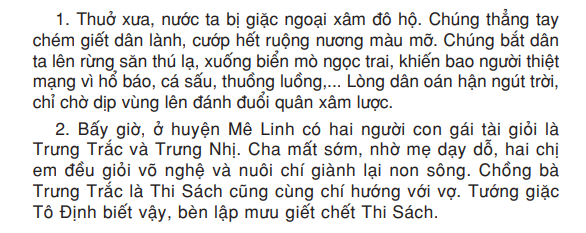 1. Thuở xưa, nước ta bị giặc ngoại xâm đô hộ. Chúng thẳng tay
chém giết dân lành, cướp hết ruộng nương màu mỡ. Chúng bắt dân
ta lên rừng săn thú lạ, xuống biển mò ngọc trai, khiến bao người thiệt
mạng vì hổ báo, cá sấu, thuồng luồng,... Lòng dân oán hận ngút trời,
chỉ chờ dịp vùng lên đánh đuổi quân xâm lược.
2. Bấy giờ, ở huyện Mê Linh có hai người con gái tài giỏi là
Trưng Trắc và Trưng Nhị. Cha mất sớm, nhờ mẹ dạy dỗ, hai chị
em đều giỏi võ nghệ và nuôi chí giành lại non sông. Chồng bà
Trưng Trắc là Thi Sách cũng cùng chí hướng với vợ. Tướng giặc
Tô Định biết vậy, bèn lập mưu giết chết Thi Sách.